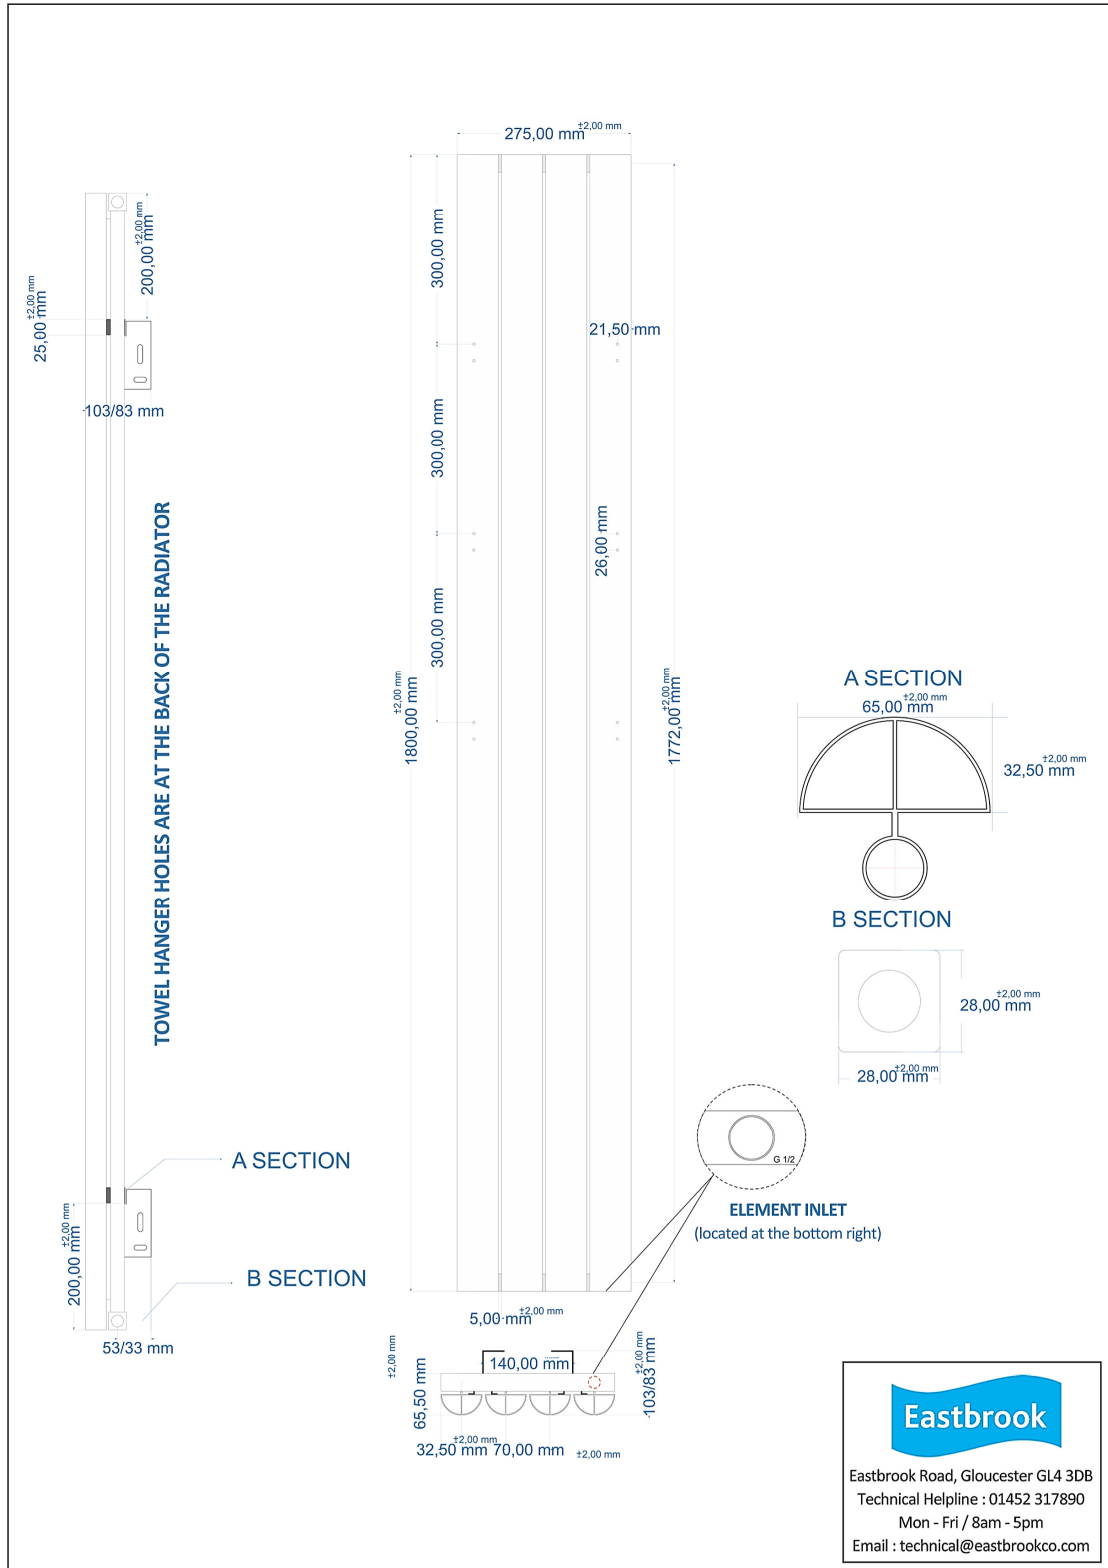 275,00 mm ±2,00 mm
200,00 mm ±2,00 mm
25,00 mm ±2,00 mm
103/83 mm
300,00 mm
21,50 mm
300,00 mm
26,00 mm
300,00 mm
1800,00 mm ±2,00 mm
1772,00 mm ±2,00 mm
TOWEL HANGER HOLES ARE AT THE BACK OF THE RADIATOR
A SECTION
65,00 mm ±2,00 mm
32,50 mm ±2,00 mm
B SECTION
28,00 mm ±2,00 mm
28,00 mm ±2,00 mm
G 1/2
ELEMENT INLET
(located at the bottom right)
A SECTION
200,00 mm ±2,00 mm
B SECTION
53/33 mm
5,00 mm ±2,00 mm
140,00 mm
65,50 mm ±2,00 mm
103/83 mm ±2,00 mm
32,50 mm ±2,00 mm
70,00 mm ±2,00 mm
Eastbrook
Eastbrook Road, Gloucester GL4 3DB
Technical Helpline : 01452 317890
Mon - Fri / 8am - 5pm
Email : technical@eastbrookco.com